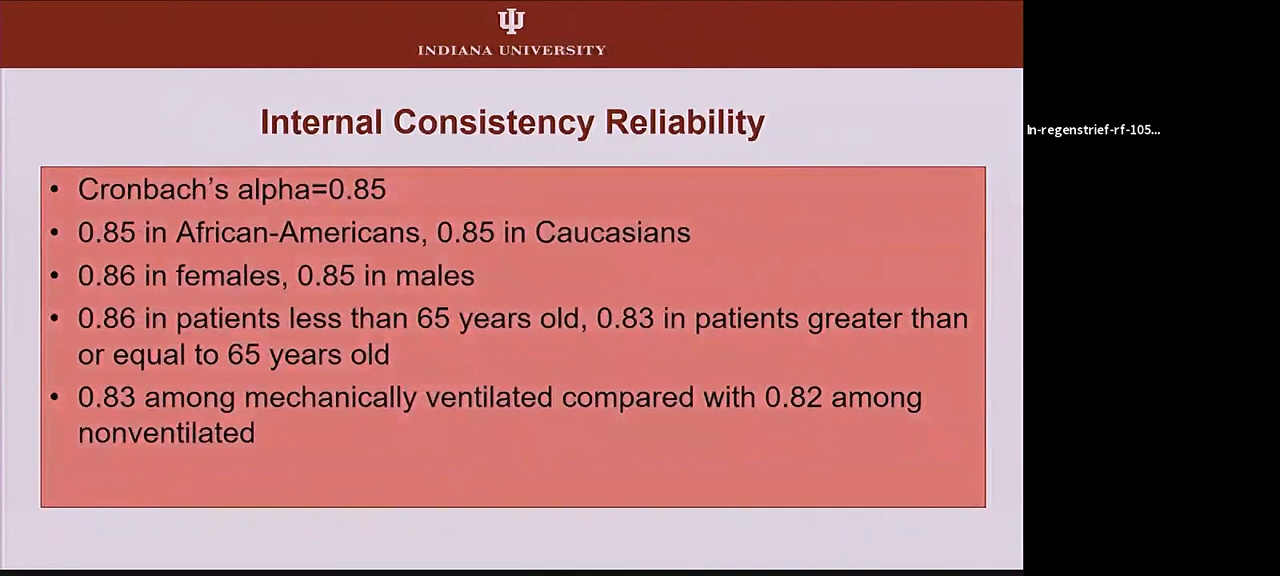 INDIANA UNIVERSITY
Internal Consistency Reliability
• Cronbach’s alpha=0.85
• 0.85 in African-Americans, 0.85 in Caucasians
• 0.86 in females, 0.85 in males
• 0.86 in patients less than 65 years old, 0.83 in patients greater than
or equal to 65 years old
• 0.83 among mechanically ventilated compared with 0.82 among
nonventilated
In-regenstrief-rf-105...